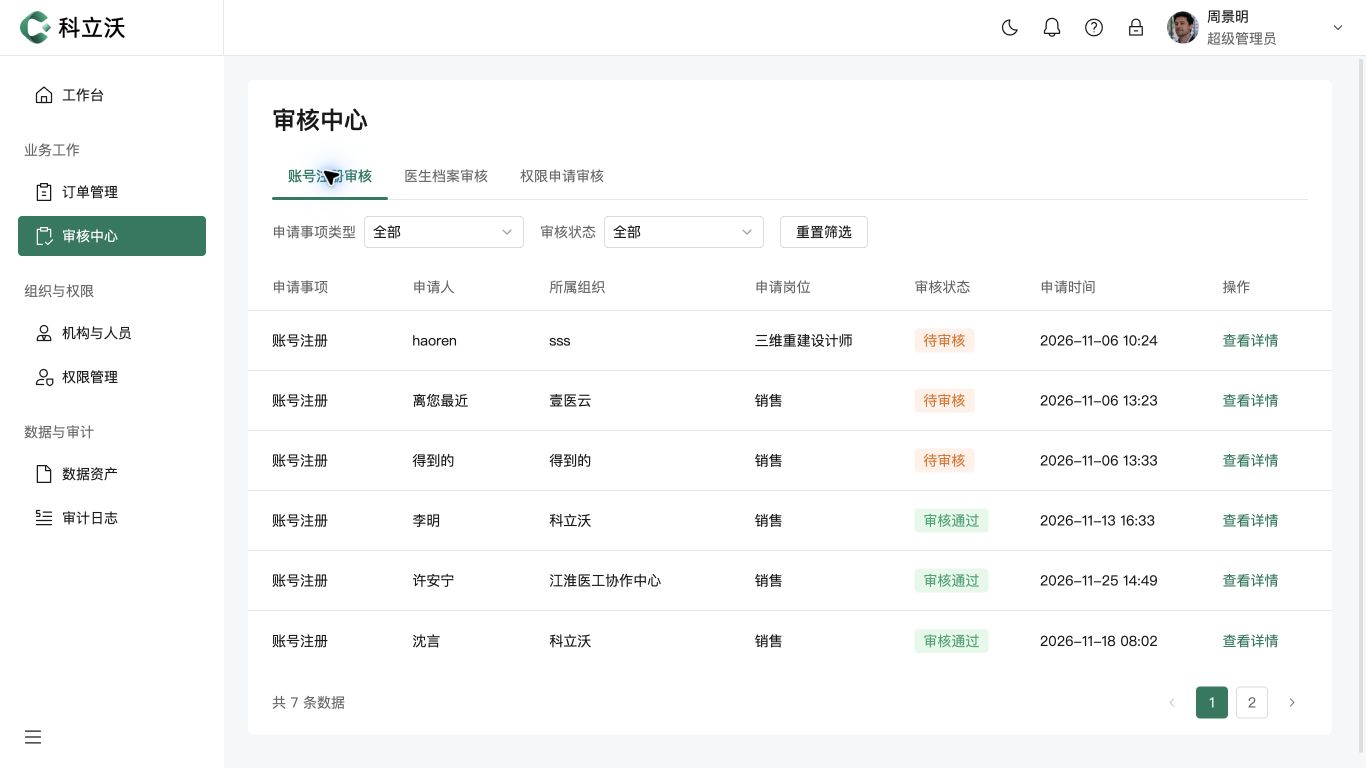 科立沃
周景明
超级管理员
工作台
业务工作
订单管理
审核中心
组织与权限
机构与人员
权限管理
数据与审计
数据资产
审计日志
审核中心
账号注册审核 医生档案审核 权限申请审核
申请事项类型 全部 审核状态 全部 重置筛选
申请事项 申请人 所属组织 申请岗位 审核状态 申请时间 操作
账号注册 haoren sss 三维重建设计师 待审核 2026-11-06 10:24 查看详情
账号注册 离您最近 壹医云 销售 待审核 2026-11-06 13:23 查看详情
账号注册 得到的 得到的 销售 待审核 2026-11-06 13:33 查看详情
账号注册 李明 科立沃 销售 审核通过 2026-11-13 16:33 查看详情
账号注册 许安宁 江淮医工协作中心 销售 审核通过 2026-11-25 14:49 查看详情
账号注册 沈言 科立沃 销售 审核通过 2026-11-18 08:02 查看详情
共 7 条数据 1 2